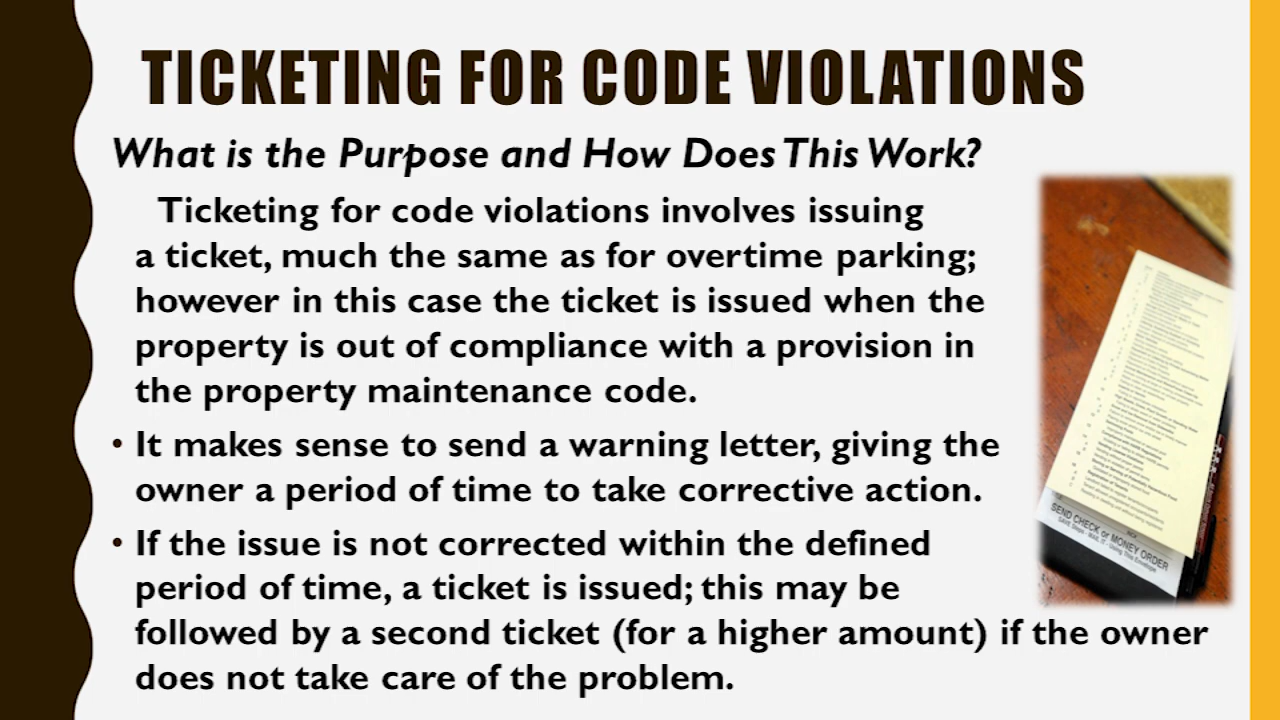 TICKETING FOR CODE VIOLATIONS
What is the Purpose and How Does This Work?
Ticketing for code violations involves issuing
a ticket, much the same as for overtime parking;
however in this case the ticket is issued when the
property is out of compliance with a provision in
the property maintenance code.
• It makes sense to send a warning letter, giving the
owner a period of time to take corrective action.
• If the issue is not corrected within the defined
period of time, a ticket is issued; this may be
followed by a second ticket (for a higher amount) if the owner
does not take care of the problem.
SEND CHECK or MONEY ORDER